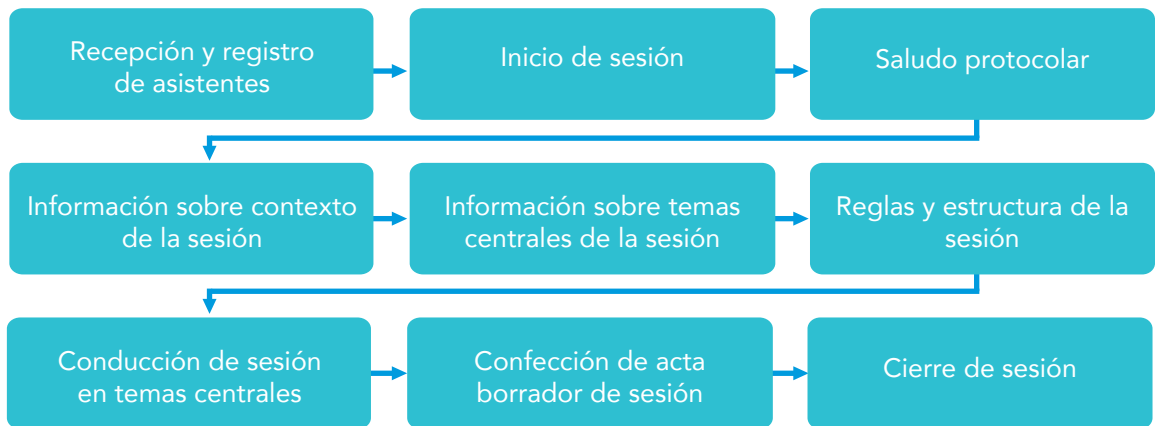 Recepción y registro
de asistentes
Inicio de sesión
Saludo protocolar
Información sobre contexto
de la sesión
Información sobre temas
centrales de la sesión
Reglas y estructura de la
sesión
Conducción de sesión
en temas centrales
Confección de acta
borrador de sesión
Cierre de sesión